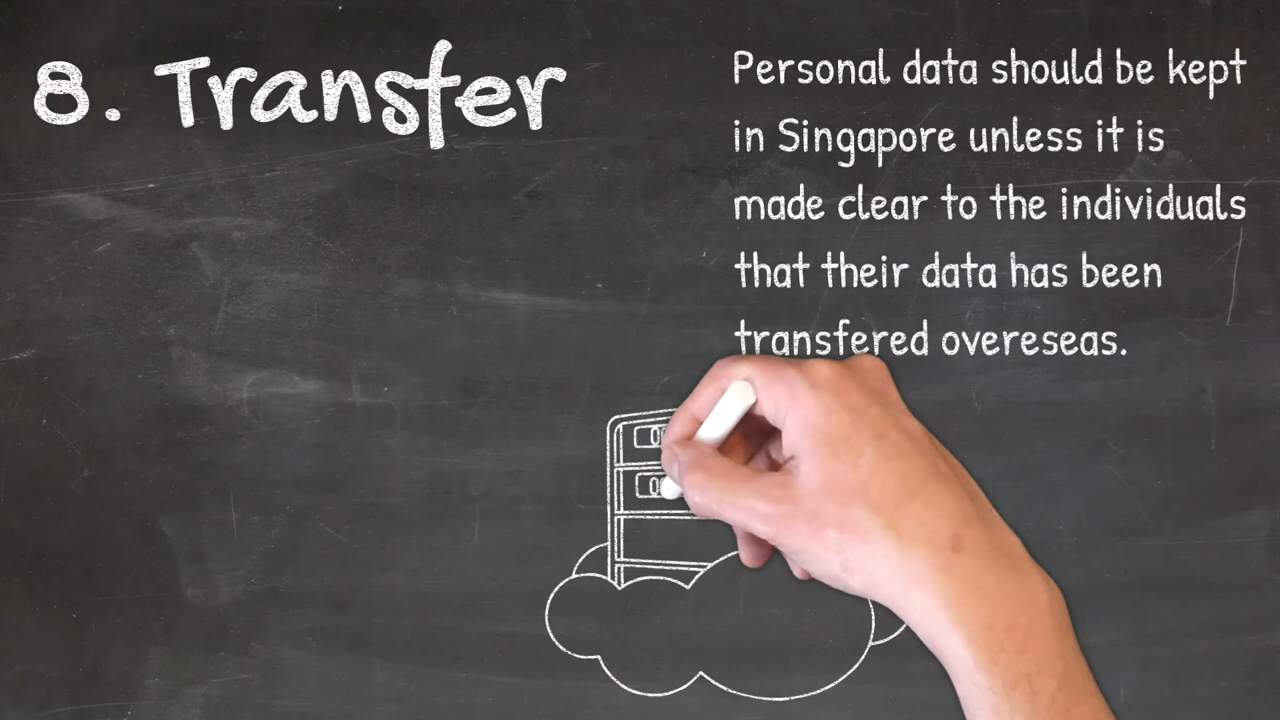 8. Transfer
Personal data should be kept
in Singapore unless it is
made clear to the individuals
that their data has been
transfered overeseas.